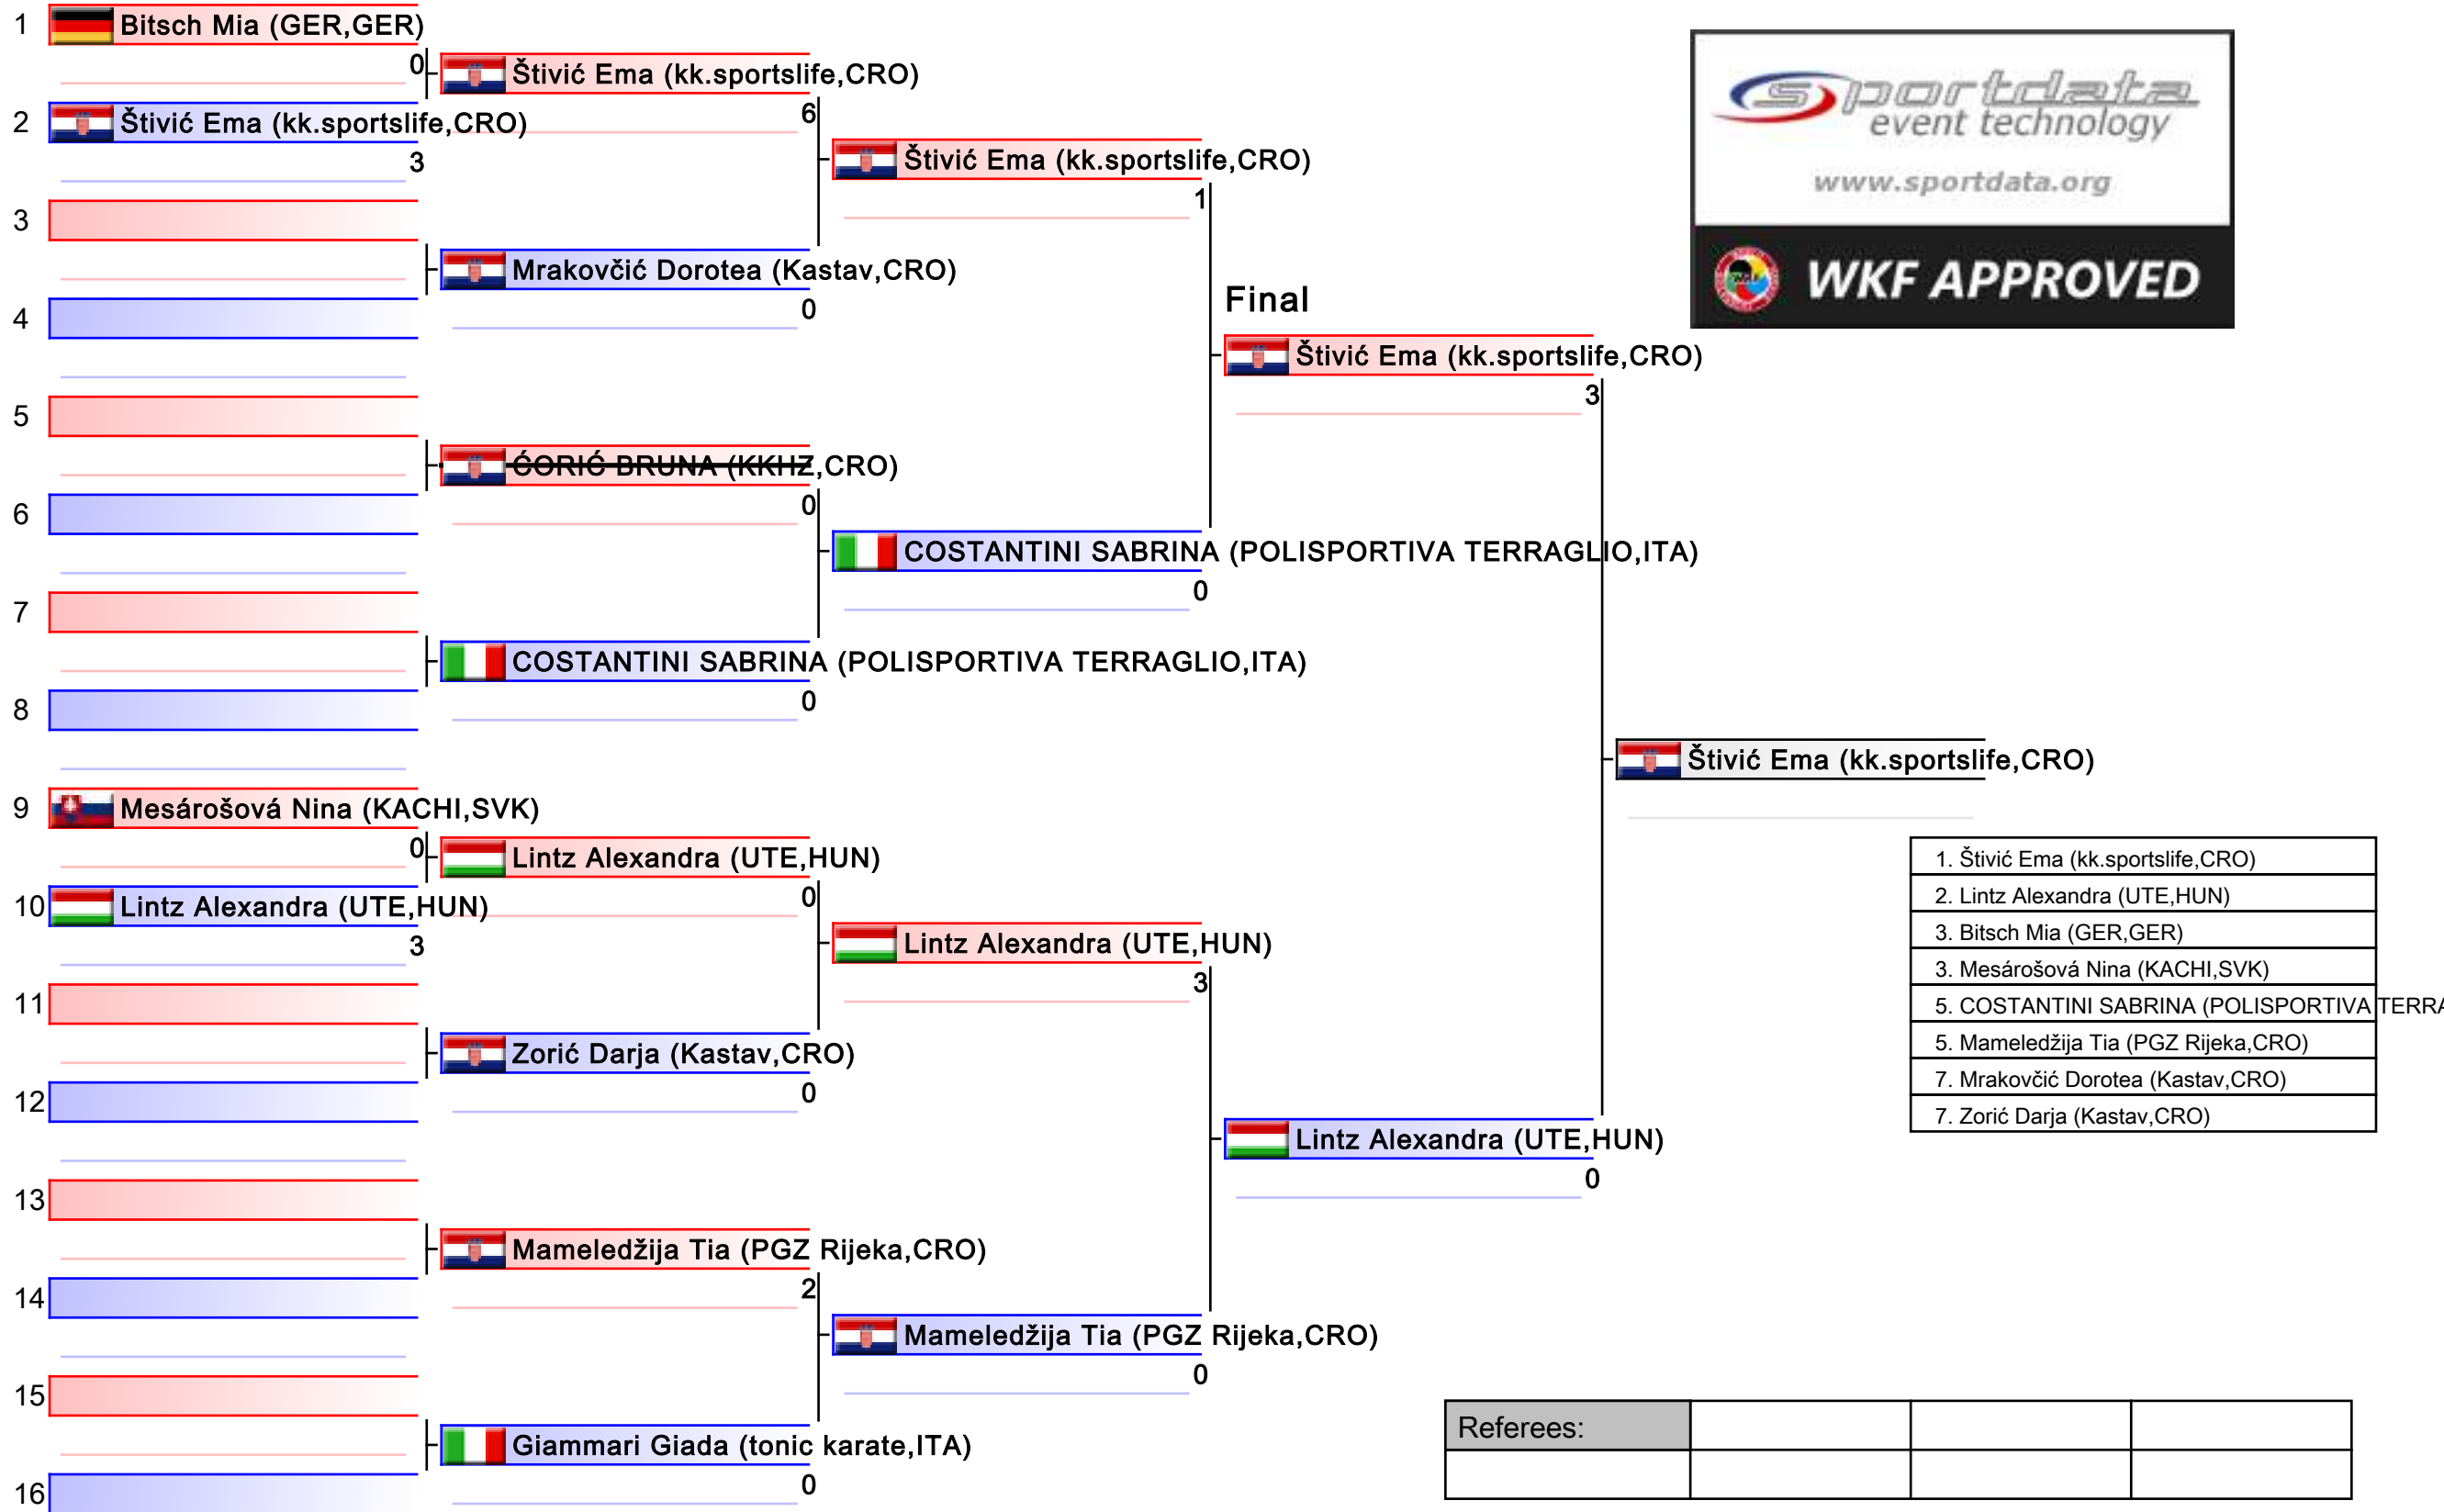 1
Bitsch Mia (GER,GER)
0
Štivić Ema (kk.sportslife,CRO)
6
2
Štivić Ema (kk.sportslife,CRO)
3
Štivić Ema (kk.sportslife,CRO)
1
3
Mrakovčić Dorotea (Kastav,CRO)
0
4
Final
Štivić Ema (kk.sportslife,CRO)
3
5
ĆORIĆ BRUNA (KKHZ,CRO)
0
6
COSTANTINI SABRINA (POLISPORTIVA TERRAGLIO,ITA)
0
7
COSTANTINI SABRINA (POLISPORTIVA TERRAGLIO,ITA)
0
8
Štivić Ema (kk.sportslife,CRO)
9
Mesárošová Nina (KACHI,SVK)
0
Lintz Alexandra (UTE,HUN)
0
10
Lintz Alexandra (UTE,HUN)
3
Lintz Alexandra (UTE,HUN)
3
11
Zorić Darja (Kastav,CRO)
0
12
Lintz Alexandra (UTE,HUN)
0
13
Mameledžija Tia (PGZ Rijeka,CRO)
2
14
Mameledžija Tia (PGZ Rijeka,CRO)
0
15
Giammari Giada (tonic karate,ITA)
0
16
sportdata
event technology
www.sportdata.org
WKF APPROVED
1. Štivić Ema (kk.sportslife,CRO)
2. Lintz Alexandra (UTE,HUN)
3. Bitsch Mia (GER,GER)
3. Mesárošová Nina (KACHI,SVK)
5. COSTANTINI SABRINA (POLISPORTIVA TERRA
5. Mameledžija Tia (PGZ Rijeka,CRO)
7. Mrakovčić Dorotea (Kastav,CRO)
7. Zorić Darja (Kastav,CRO)
Referees: